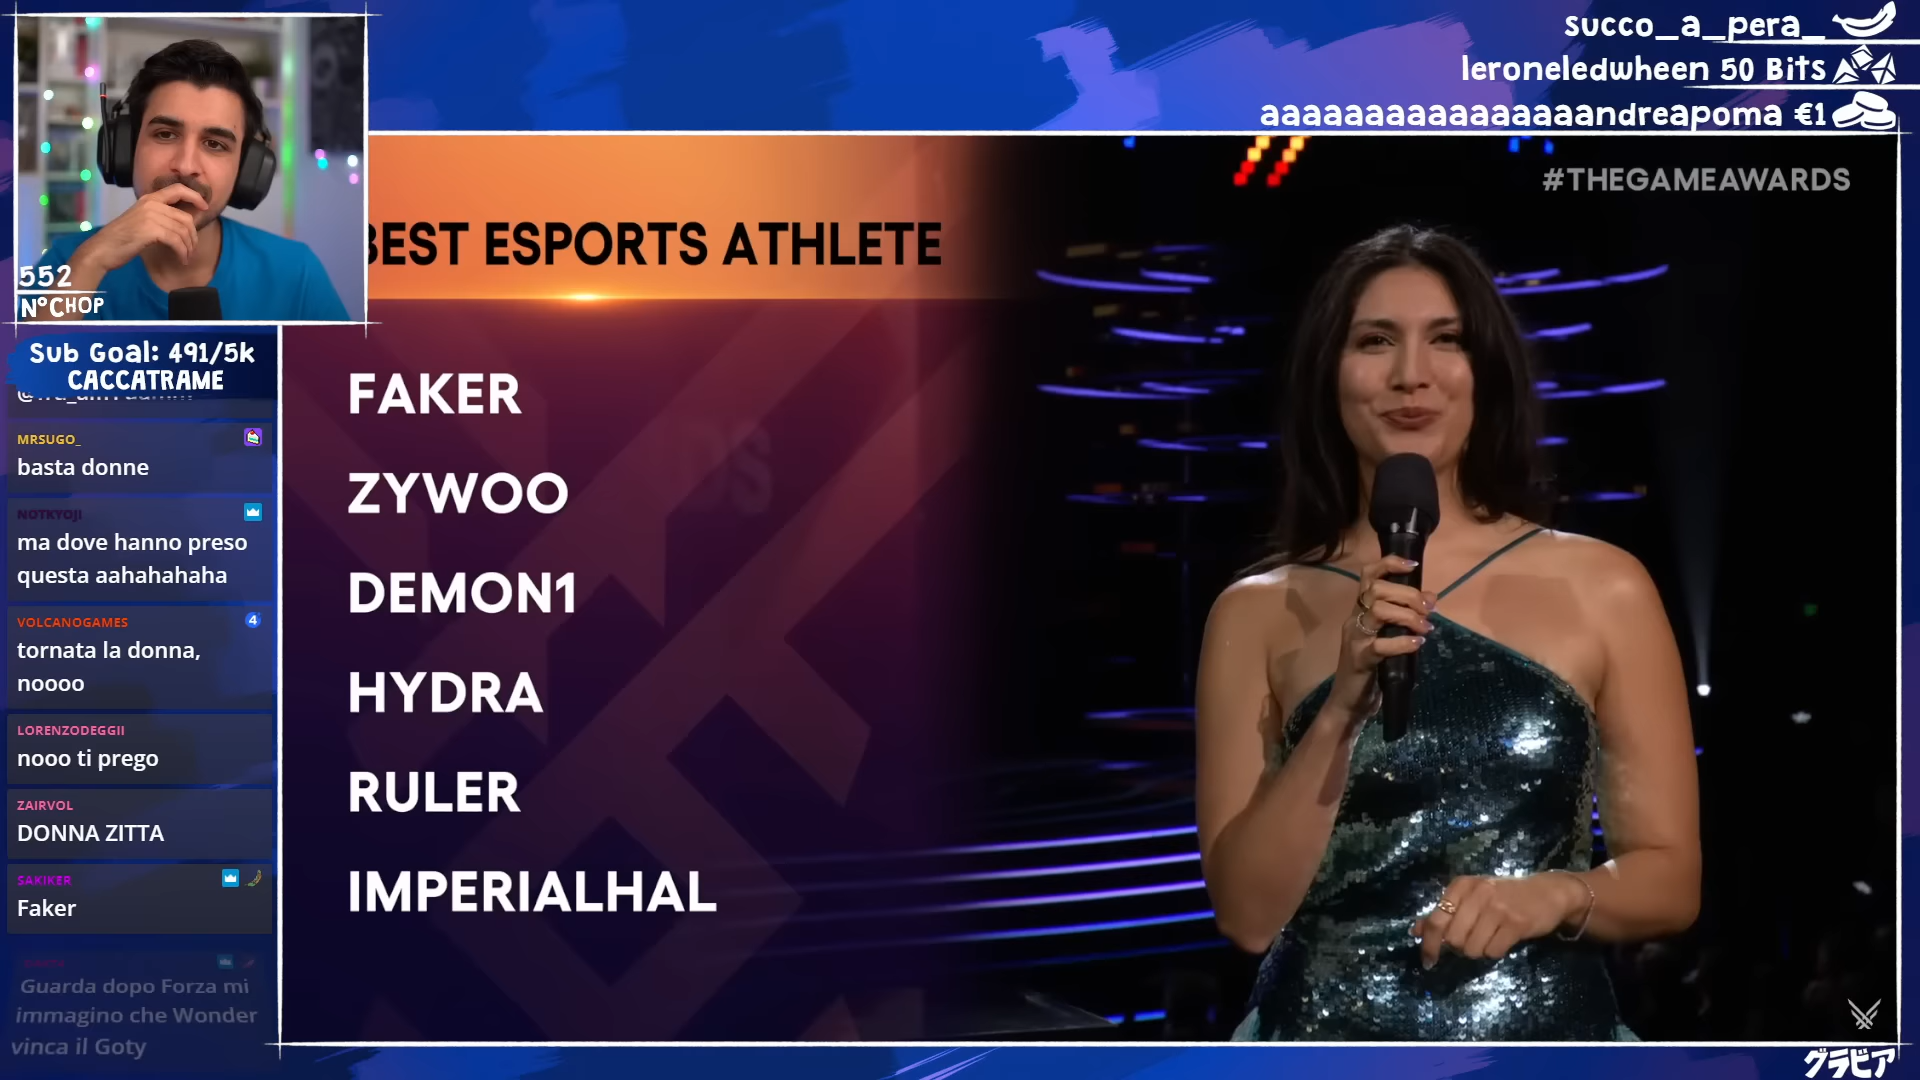 succo_a_pera_
leroneledwheen 50 Bits
aaaaaaaaaaaaaaaandreapoma €1
552
N°CHOP
Sub Goal: 491/5k
CACCATRAME
MRSUGO_
basta donne
NOTKYOJI
ma dove hanno preso
questa aahahahaha
VOLCANOGAMES
4
tornata la donna,
noooo
LORENZODEGGII
nooo ti prego
ZAIRVOL
DONNA ZITTA
SAKIKER
Faker
Guarda dopo Forza mi
immagino che Wonder
vinca il Goty
#THEGAMEAWARDS
BEST ESPORTS ATHLETE
FAKER
ZYWOO
DEMON1
HYDRA
RULER
IMPERIALHAL
グラビア